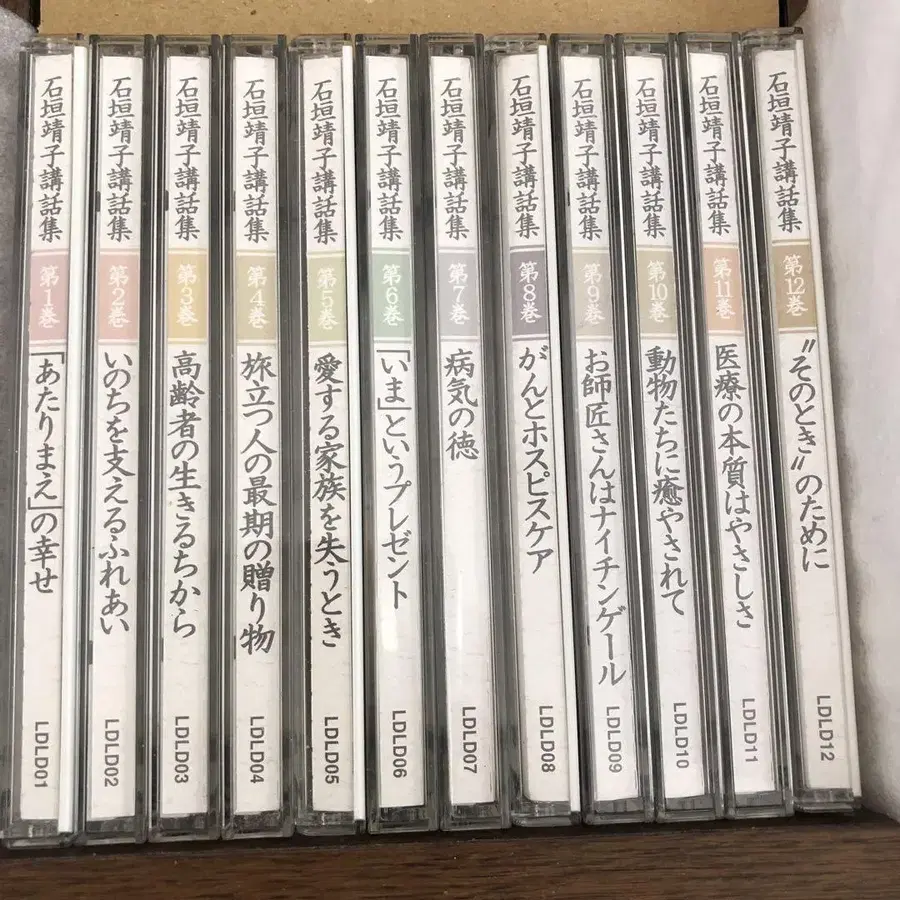 石垣靖子講話集 第1巻 「あたりまえ」の幸せ LDLD01
石垣靖子講話集 第2巻 いのちを支えるふれあい LDLD02
石垣靖子講話集 第3巻 高齢者の生きるちから LDLD03
石垣靖子講話集 第4巻 旅立つ人の最期の贈り物 LDLD04
石垣靖子講話集 第5巻 愛する家族を失うとき LDLD05
石垣靖子講話集 第6巻 「いま」というプレゼント LDLD06
石垣靖子講話集 第7巻 病気の徳 LDLD07
石垣靖子講話集 第8巻 がんとホスピスケア LDLD08
石垣靖子講話集 第9巻 お師匠さんはナイチンゲール LDLD09
石垣靖子講話集 第10巻 動物たちに癒やされて LDLD10
石垣靖子講話集 第11巻 医療の本質はやさしさ LDLD11
石垣靖子講話集 第12巻 〝そのとき〟のために LDLD12